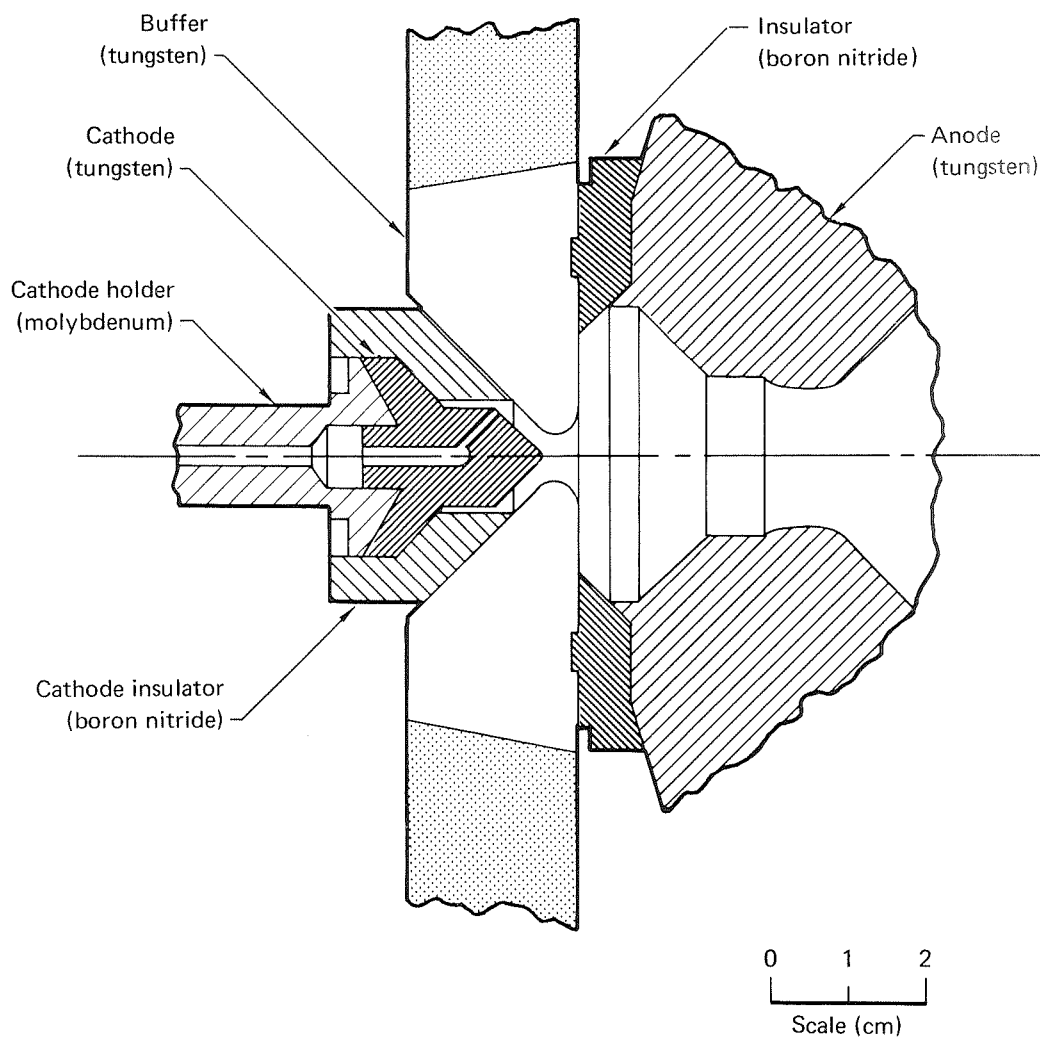 Buffer
(tungsten)
Insulator
(boron nitride)
Cathode
(tungsten)
Anode
(tungsten)
Cathode holder
(molybdenum)
Cathode insulator
(boron nitride)
0 1 2
Scale (cm)